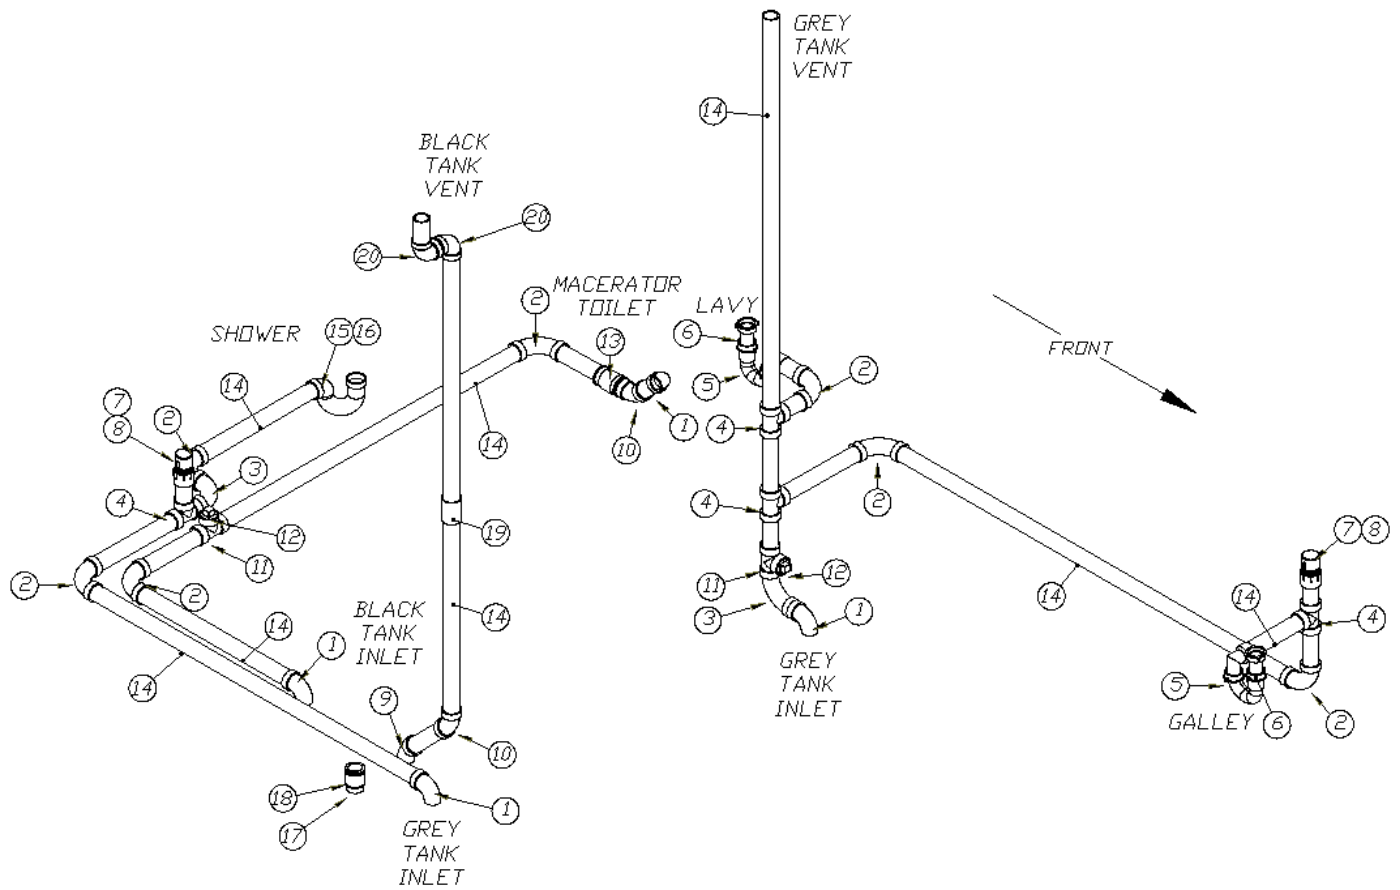 GREY
TANK
VENT
14
BLACK
TANK
VENT
20
20
MACERATOR
TOILET
2
13
LAVY
6
5
2
FRONT
SHOWER
15 16
14
7
8
2
3
4
12
11
2
2
14
10
1
4
4
2
19
14
11
12
3
1
GREY
TANK
INLET
14
7 8
14
4
5
GALLEY 6
2
BLACK
TANK
INLET
14
1
14
9
10
18
17
1
GREY
TANK
INLET